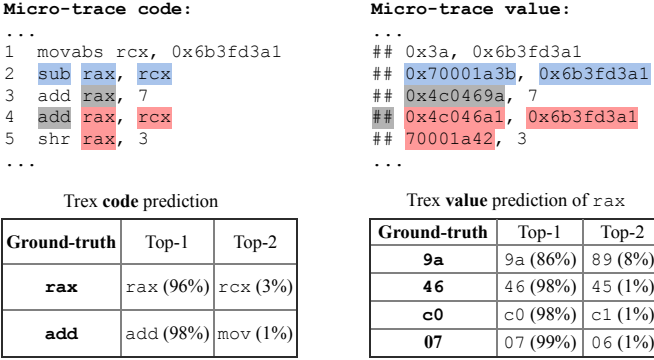 Micro-trace code:
...
1 movabs rcx, 0x6b3fd3a1
2 sub rax, rcx
3 add rax, 7
4 add rax, rcx
5 shr rax, 3
...
Micro-trace value:
...
## 0x3a, 0x6b3fd3a1
## 0x70001a3b, 0x6b3fd3a1
## 0x4c0469a, 7
## 0x4c046a1, 0x6b3fd3a1
## 70001a42, 3
...
Trex code prediction
Ground-truth Top-1 Top-2
rax rax (96%) rcx (3%)
add add (98%) mov (1%)
Trex value prediction of rax
Ground-truth Top-1 Top-2
9a 9a (86%) 89 (8%)
46 46 (98%) 45 (1%)
c0 c0 (98%) c1 (1%)
07 07 (99%) 06 (1%)